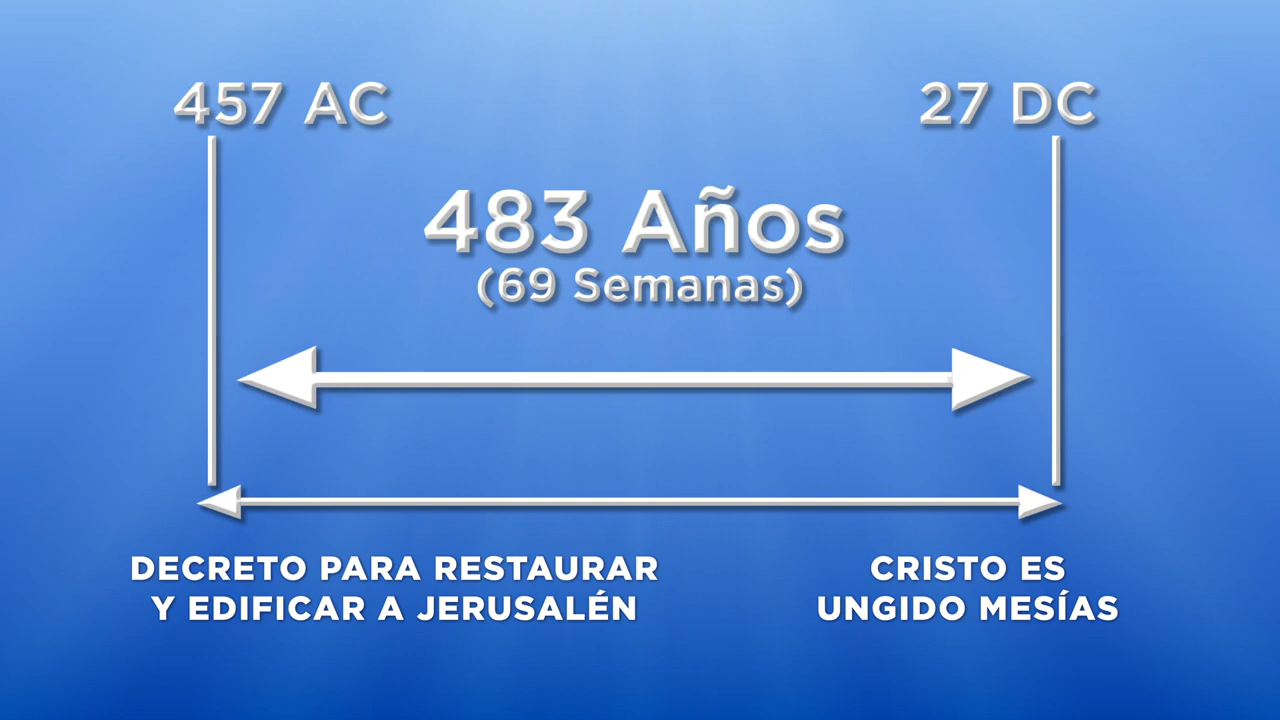 457 AC
27 DC
483 Años
(69 Semanas)
DECRETO PARA RESTAURAR
Y EDIFICAR A JERUSALÉN
CRISTO ES
UNGIDO MESÍAS